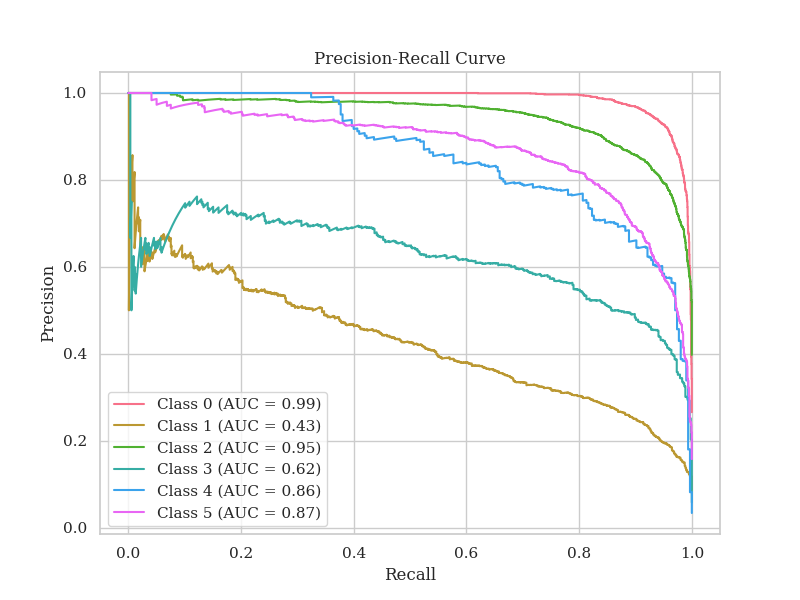 Precision-Recall Curve
Precision
1.0
0.8
0.6
0.4
0.2
0.0
Class 0 (AUC = 0.99)
Class 1 (AUC = 0.43)
Class 2 (AUC = 0.95)
Class 3 (AUC = 0.62)
Class 4 (AUC = 0.86)
Class 5 (AUC = 0.87)
0.0 0.2 0.4 0.6 0.8 1.0
Recall